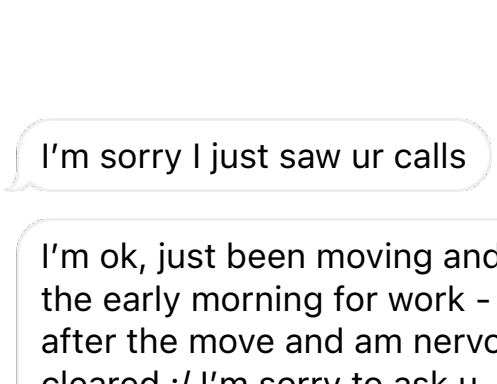 I'm sorry I just saw ur calls
I'm ok, just been moving and
the early morning for work -
after the move and am
cleared :/ I'm sorry to ask u